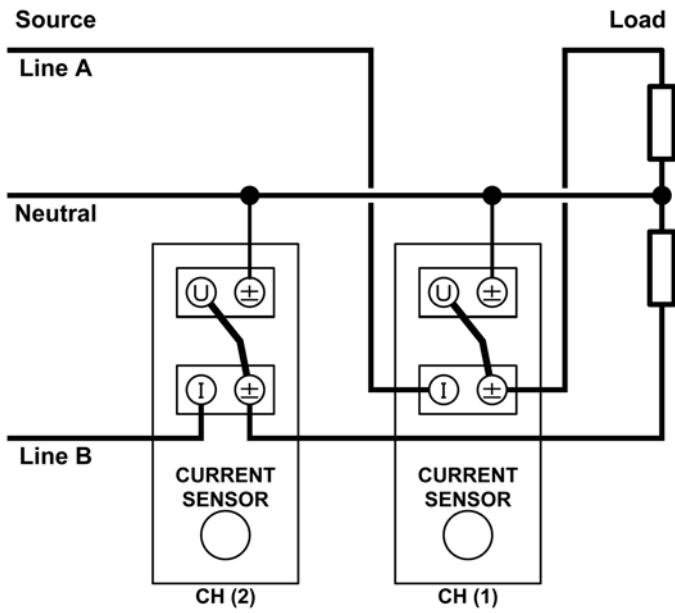 Source Load
Line A
Neutral
U ± U ±
I ± I ±
Line B
CURRENT CURRENT
SENSOR SENSOR
CH (2) CH (1)